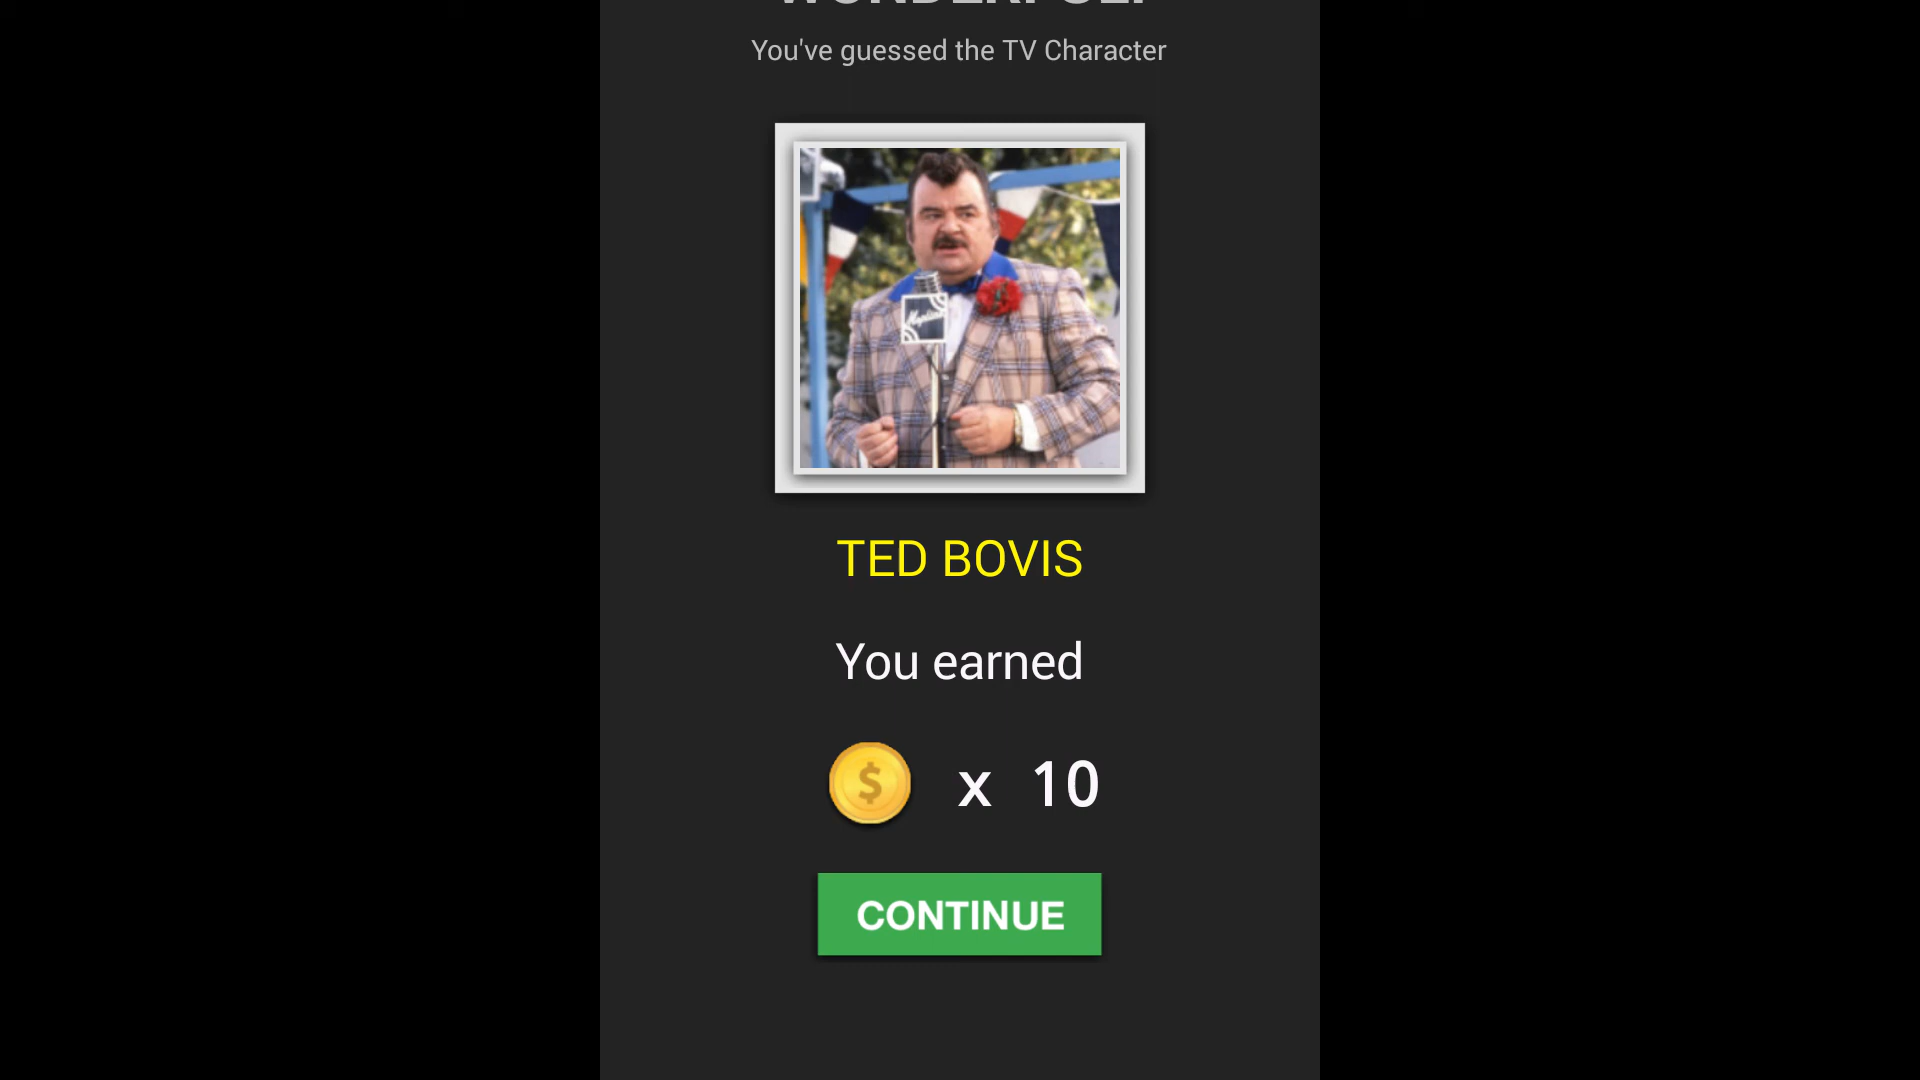 You've guessed the TV Character
TED BOVIS
You earned
$ x 10
CONTINUE